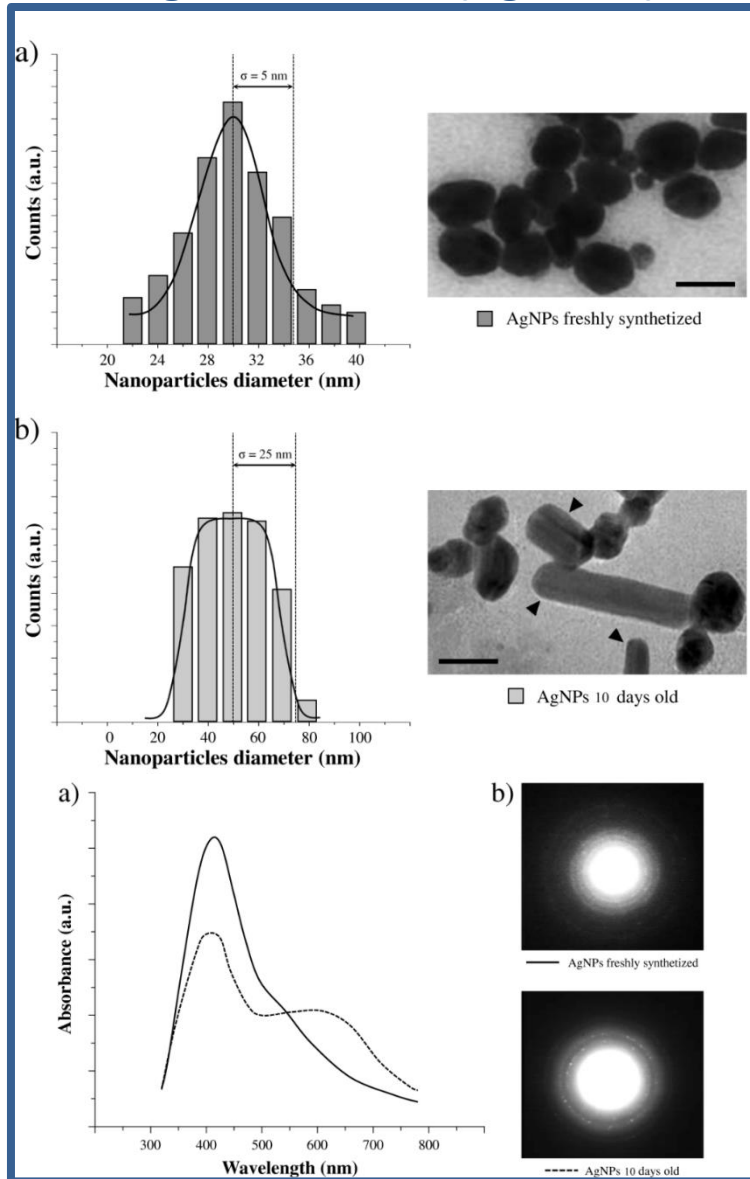 a)
σ = 5 nm
Counts (a.u.)
20 24 28 32 36 40
Nanoparticles diameter (nm)
AgNPs freshly synthetized
b)
σ = 25 nm
Counts (a.u.)
0 20 40 60 80 100
Nanoparticles diameter (nm)
AgNPs 10 days old
a)
Absorbance (a.u.)
300 400 500 600 700 800
Wavelength (nm)
b)
AgNPs freshly synthetized
AgNPs 10 days old